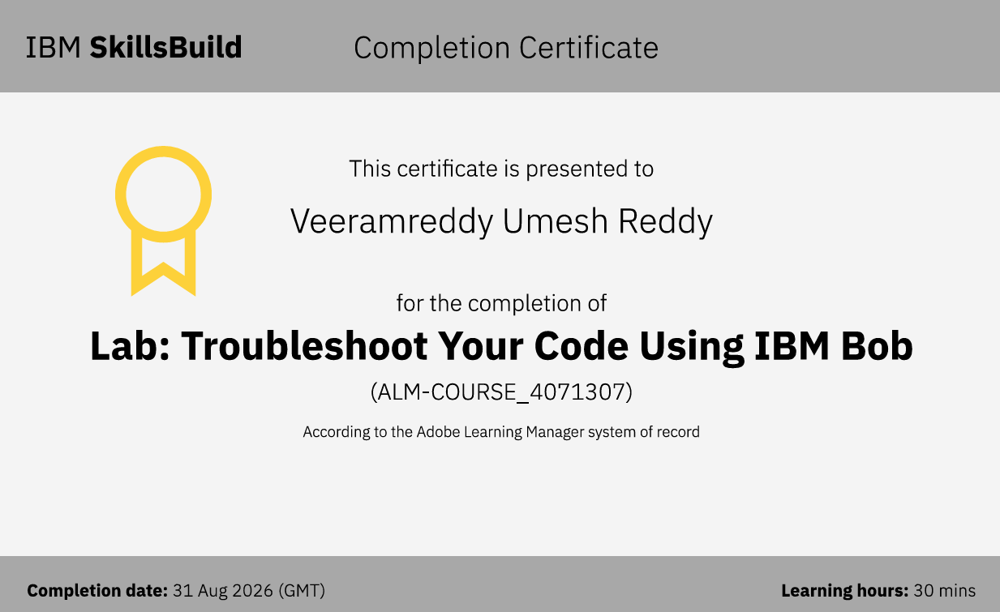 IBM SkillsBuild
Completion Certificate
This certificate is presented to
Veeramreddy Umesh Reddy
for the completion of
Lab: Troubleshoot Your Code Using IBM Bob
(ALM-COURSE_4071307)
According to the Adobe Learning Manager system of record
Completion date: 31 Aug 2026 (GMT)
Learning hours: 30 mins